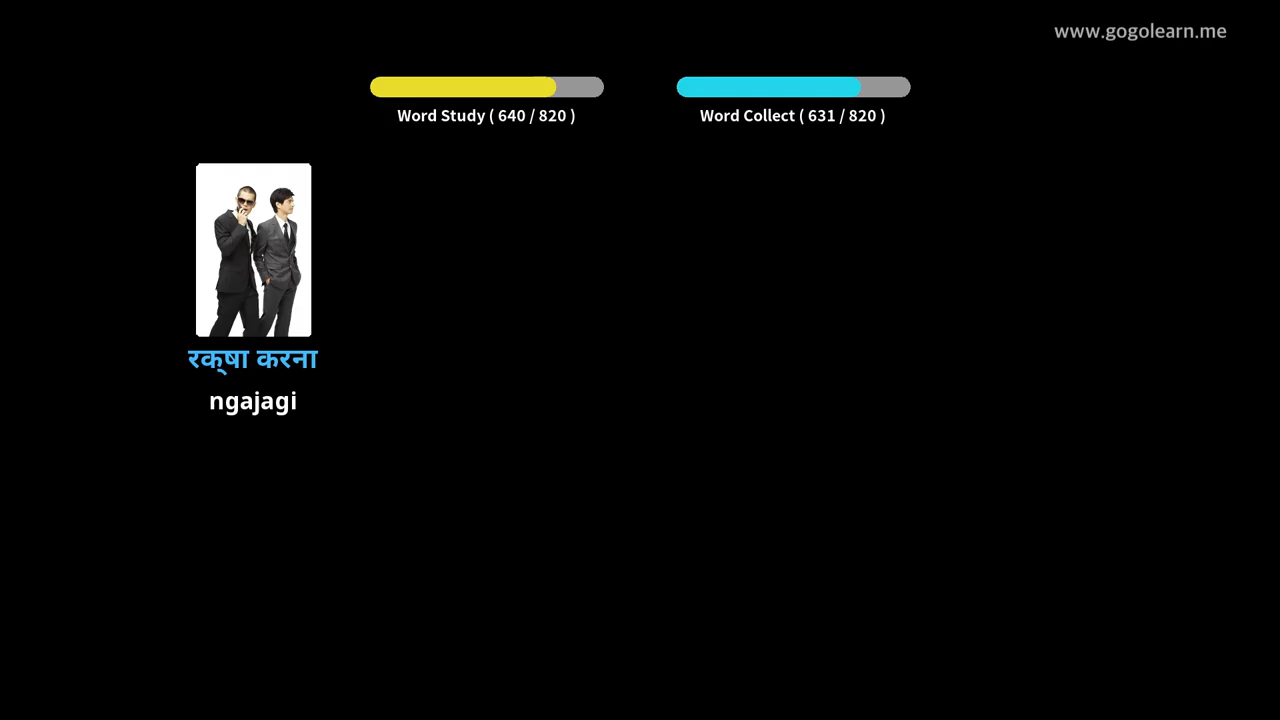 www.gogolearn.me
Word Study ( 640 / 820 )
Word Collect ( 631 / 820 )
रक्षा करना
ngajagi